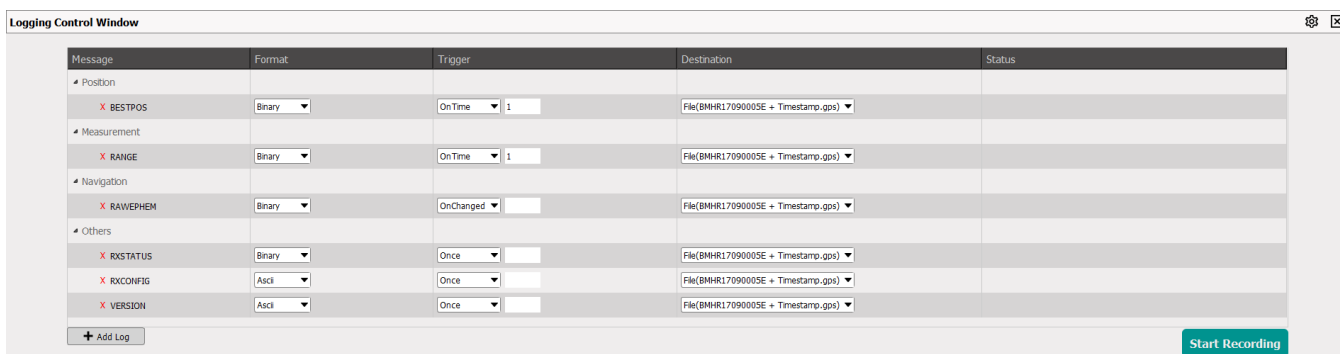 Logging Control Window
Message Format Trigger Destination Status
Position
X BESTPOS Binary OnTime 1 File(BMHR17090005E + Timestamp.gps)
Measurement
X RANGE Binary OnTime 1 File(BMHR17090005E + Timestamp.gps)
Navigation
X RAWEPHEM Binary OnChanged File(BMHR17090005E + Timestamp.gps)
Others
X RXSTATUS Binary Once File(BMHR17090005E + Timestamp.gps)
X RXCONFIG Ascii Once File(BMHR17090005E + Timestamp.gps)
X VERSION Ascii Once File(BMHR17090005E + Timestamp.gps)
+ Add Log
Start Recording